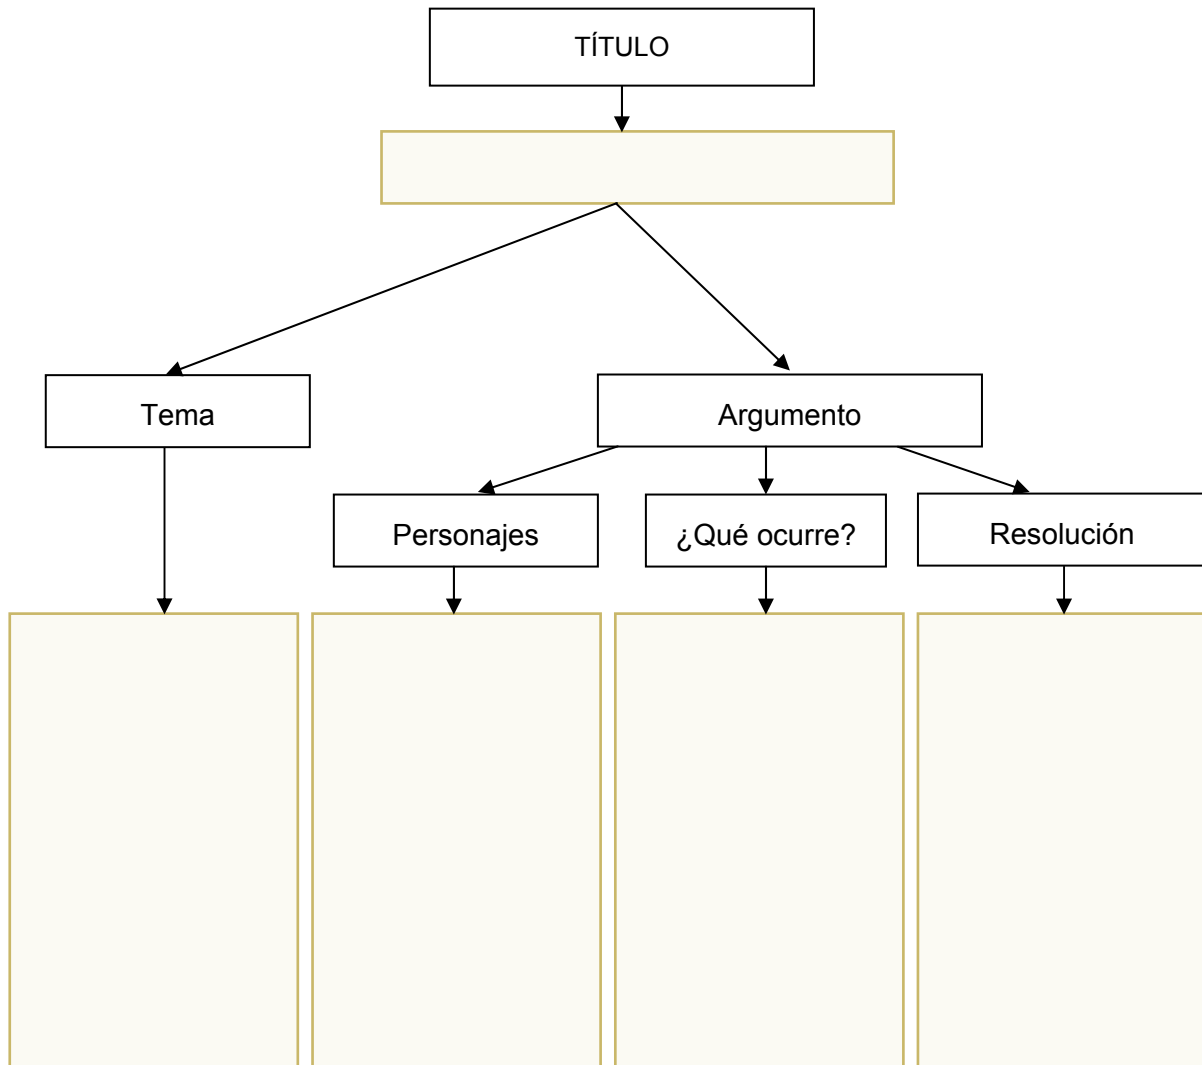 TÍTULO
Tema
Argumento
Personajes
¿Qué ocurre?
Resolución